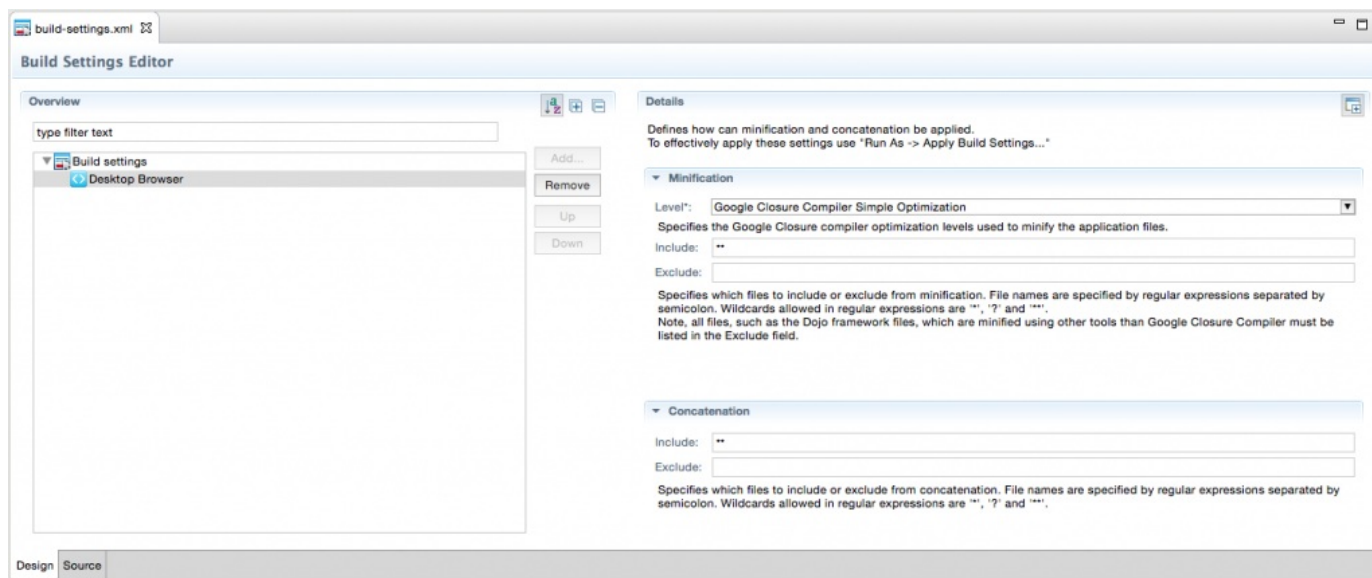 build-settings.xml
Build Settings Editor
Overview
type filter text
Build settings
Desktop Browser
Add...
Remove
Up
Down
Details
Defines how can minification and concatenation be applied.
To effectively apply these settings use "Run As -> Apply Build Settings..."
Minification
Level*: Google Closure Compiler Simple Optimization
Specifies the Google Closure compiler optimization levels used to minify the application files.
Include: **
Exclude:
Specifies which files to include or exclude from minification. File names are specified by regular expressions separated by
semicolon. Wildcards allowed in regular expressions are '*', '?' and '**'.
Note, all files, such as the Dojo framework files, which are minified using other tools than Google Closure Compiler must be
listed in the Exclude field.
Concatenation
Include: **
Exclude:
Specifies which files to include or exclude from concatenation. File names are specified by regular expressions separated by
semicolon. Wildcards allowed in regular expressions are '*', '?' and '**'.
Design Source